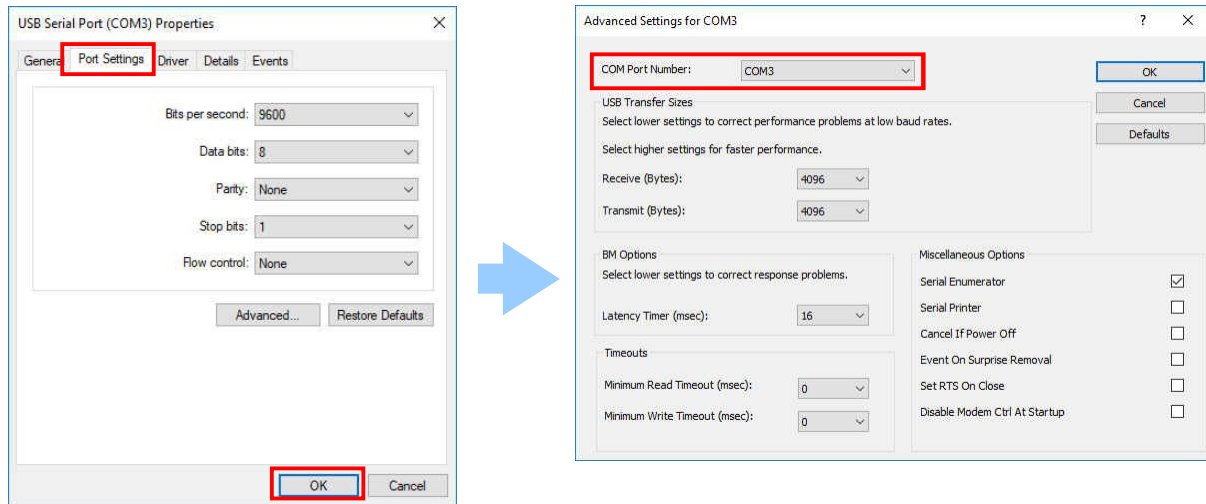 USB Serial Port (COM3) Properties
General Port Settings Driver Details Events
Bits per second: 9600
Data bits: 8
Parity: None
Stop bits: 1
Flow control: None
Advanced... Restore Defaults
OK Cancel
Advanced Settings for COM3 ?
COM Port Number: COM3
OK
Cancel
Defaults
USB Transfer Sizes
Select lower settings to correct performance problems at low baud rates.
Select higher settings for faster performance.
Receive (Bytes): 4096
Transmit (Bytes): 4096
BM Options
Select lower settings to correct response problems.
Latency Timer (msec): 16
Timeouts
Minimum Read Timeout (msec): 0
Minimum Write Timeout (msec): 0
Miscellaneous Options
Serial Enumerator
Serial Printer
Cancel If Power Off
Event On Surprise Removal
Set RTS On Close
Disable Modem Ctrl At Startup